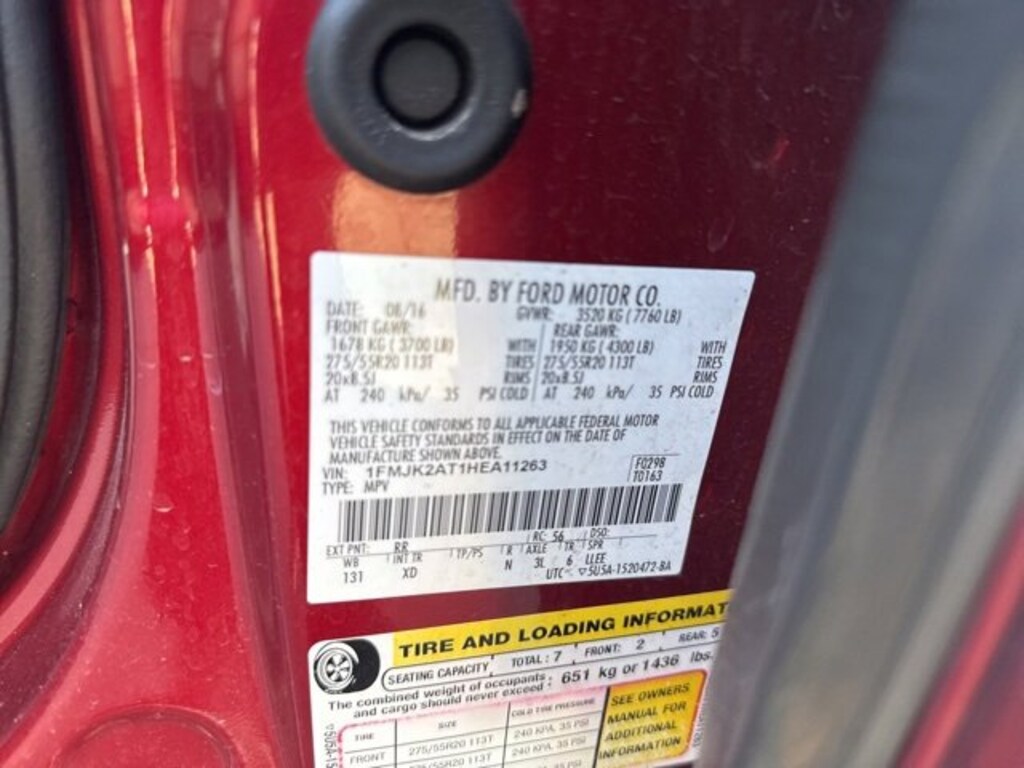 MFD. BY FORD MOTOR CO.
DATE: 08/16 GVWR: 3520 KG ( 7760 LB)
FRONT GAWR: REAR GAWR:
1678 KG ( 3700 LB) WITH 1950 KG ( 4300 LB) WITH
275/55R20 113T TIRES 275/55R20 113T TIRES
20x8.5J RIMS 20x8.5J RIMS
AT 240 kPa/ 35 PSI COLD AT 240 kPa/ 35 PSI COLD
THIS VEHICLE CONFORMS TO ALL APPLICABLE FEDERAL MOTOR
VEHICLE SAFETY STANDARDS IN EFFECT ON THE DATE OF
MANUFACTURE SHOWN ABOVE.
VIN: 1FMJK2AT1HEA11263 F0298
TYPE: MPV T0163
EXT PNT: RR RC: 56 DSO:
WB INT TR TP/PS R AXLE TR SPR
131 XD N 3L 6 LLEE
UTC ▽5U5A-1520472-BA
TIRE AND LOADING INFORMAT
SEATING CAPACITY TOTAL: 7 FRONT: 2 REAR: 5
The combined weight of occupants
and cargo should never exceed : 651 kg or 1436 lbs.
TIRE SIZE COLD TIRE PRESSURE
FRONT 275/55R20 113T 240 KPA, 35 PSI
SEE OWNERS
MANUAL FOR
ADDITIONAL
INFORMATION